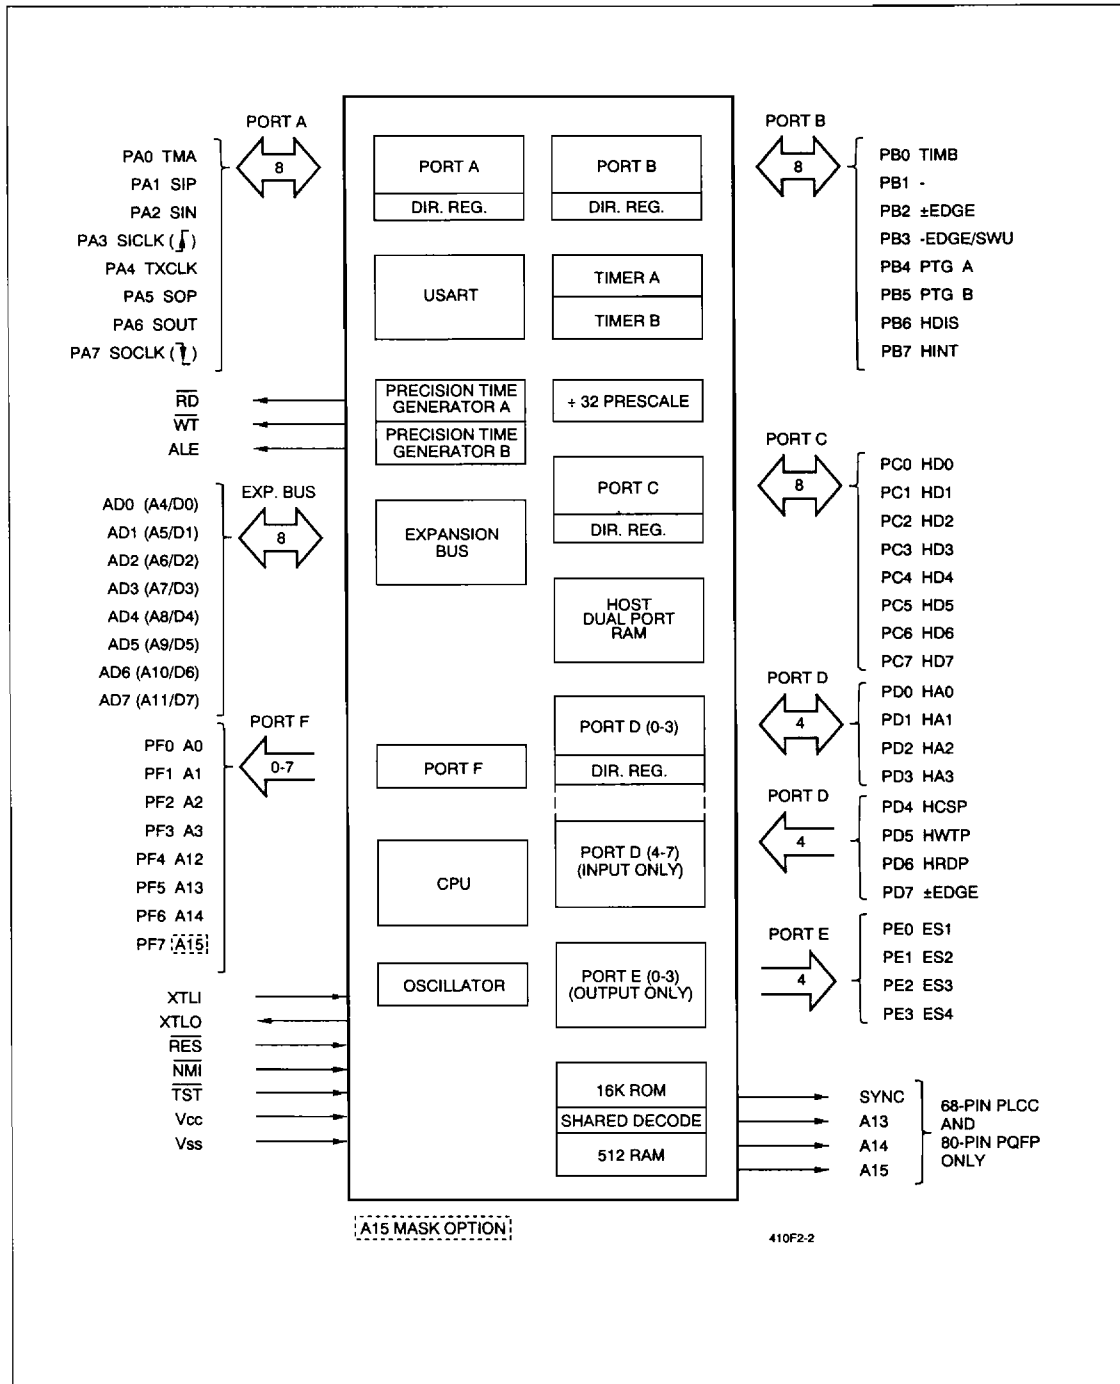 PORT A
8
PA0 TMA
PA1 SIP
PA2 SIN
PA3 SICLK ( )
PA4 TXCLK
PA5 SOP
PA6 SOUT
PA7 SOCLK ( )
RD
WT
ALE
EXP. BUS
8
AD0 (A4/D0)
AD1 (A5/D1)
AD2 (A6/D2)
AD3 (A7/D3)
AD4 (A8/D4)
AD5 (A9/D5)
AD6 (A10/D6)
AD7 (A11/D7)
PORT F
0-7
PF0 A0
PF1 A1
PF2 A2
PF3 A3
PF4 A12
PF5 A13
PF6 A14
PF7 A15
XTLI
XTLO
RES
NMI
TST
Vcc
Vss
PORT A
DIR. REG.
USART
PRECISION TIME
GENERATOR A
PRECISION TIME
GENERATOR B
EXPANSION
BUS
PORT F
CPU
OSCILLATOR
PORT B
DIR. REG.
TIMER A
TIMER B
÷ 32 PRESCALE
PORT C
DIR. REG.
HOST
DUAL PORT
RAM
PORT D (0-3)
DIR. REG.
PORT D (4-7)
(INPUT ONLY)
PORT E (0-3)
(OUTPUT ONLY)
16K ROM
SHARED DECODE
512 RAM
PORT B
8
PB0 TIMB
PB1 -
PB2 ±EDGE
PB3 -EDGE/SWU
PB4 PTG A
PB5 PTG B
PB6 HDIS
PB7 HINT
PORT C
8
PC0 HD0
PC1 HD1
PC2 HD2
PC3 HD3
PC4 HD4
PC5 HD5
PC6 HD6
PC7 HD7
PORT D
4
PD0 HA0
PD1 HA1
PD2 HA2
PD3 HA3
PORT D
4
PD4 HCSP
PD5 HWTP
PD6 HRDP
PD7 ±EDGE
PORT E
4
PE0 ES1
PE1 ES2
PE2 ES3
PE3 ES4
SYNC
A13
A14
A15
68-PIN PLCC
AND
80-PIN PQFP
ONLY
A15 MASK OPTION
410F2-2